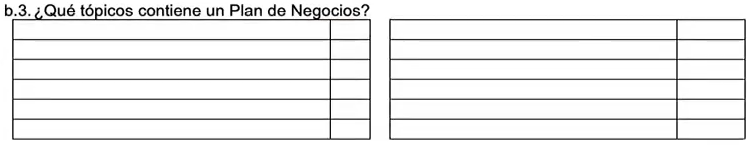 b.3. ¿Qué tópicos contiene un Plan de Negocios?